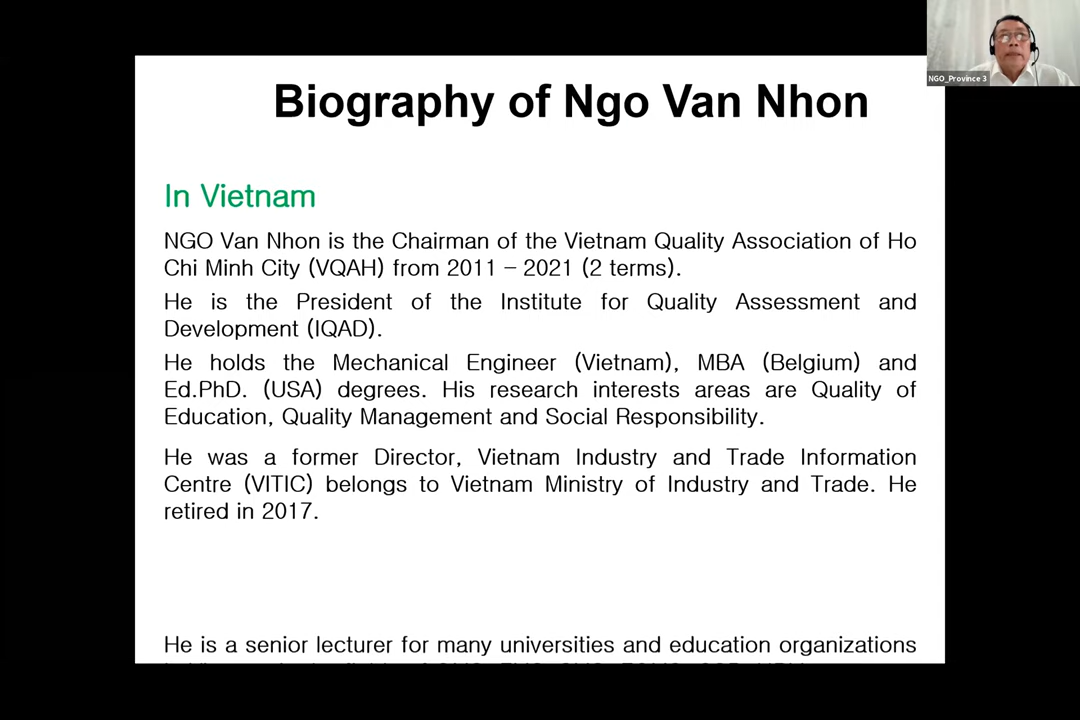 NGO_Province 3
Biography of Ngo Van Nhon
In Vietnam
NGO Van Nhon is the Chairman of the Vietnam Quality Association of Ho
Chi Minh City (VQAH) from 2011 – 2021 (2 terms).
He is the President of the Institute for Quality Assessment and
Development (IQAD).
He holds the Mechanical Engineer (Vietnam), MBA (Belgium) and
Ed.PhD. (USA) degrees. His research interests areas are Quality of
Education, Quality Management and Social Responsibility.
He was a former Director, Vietnam Industry and Trade Information
Centre (VITIC) belongs to Vietnam Ministry of Industry and Trade. He
retired in 2017.
He is a senior lecturer for many universities and education organizations